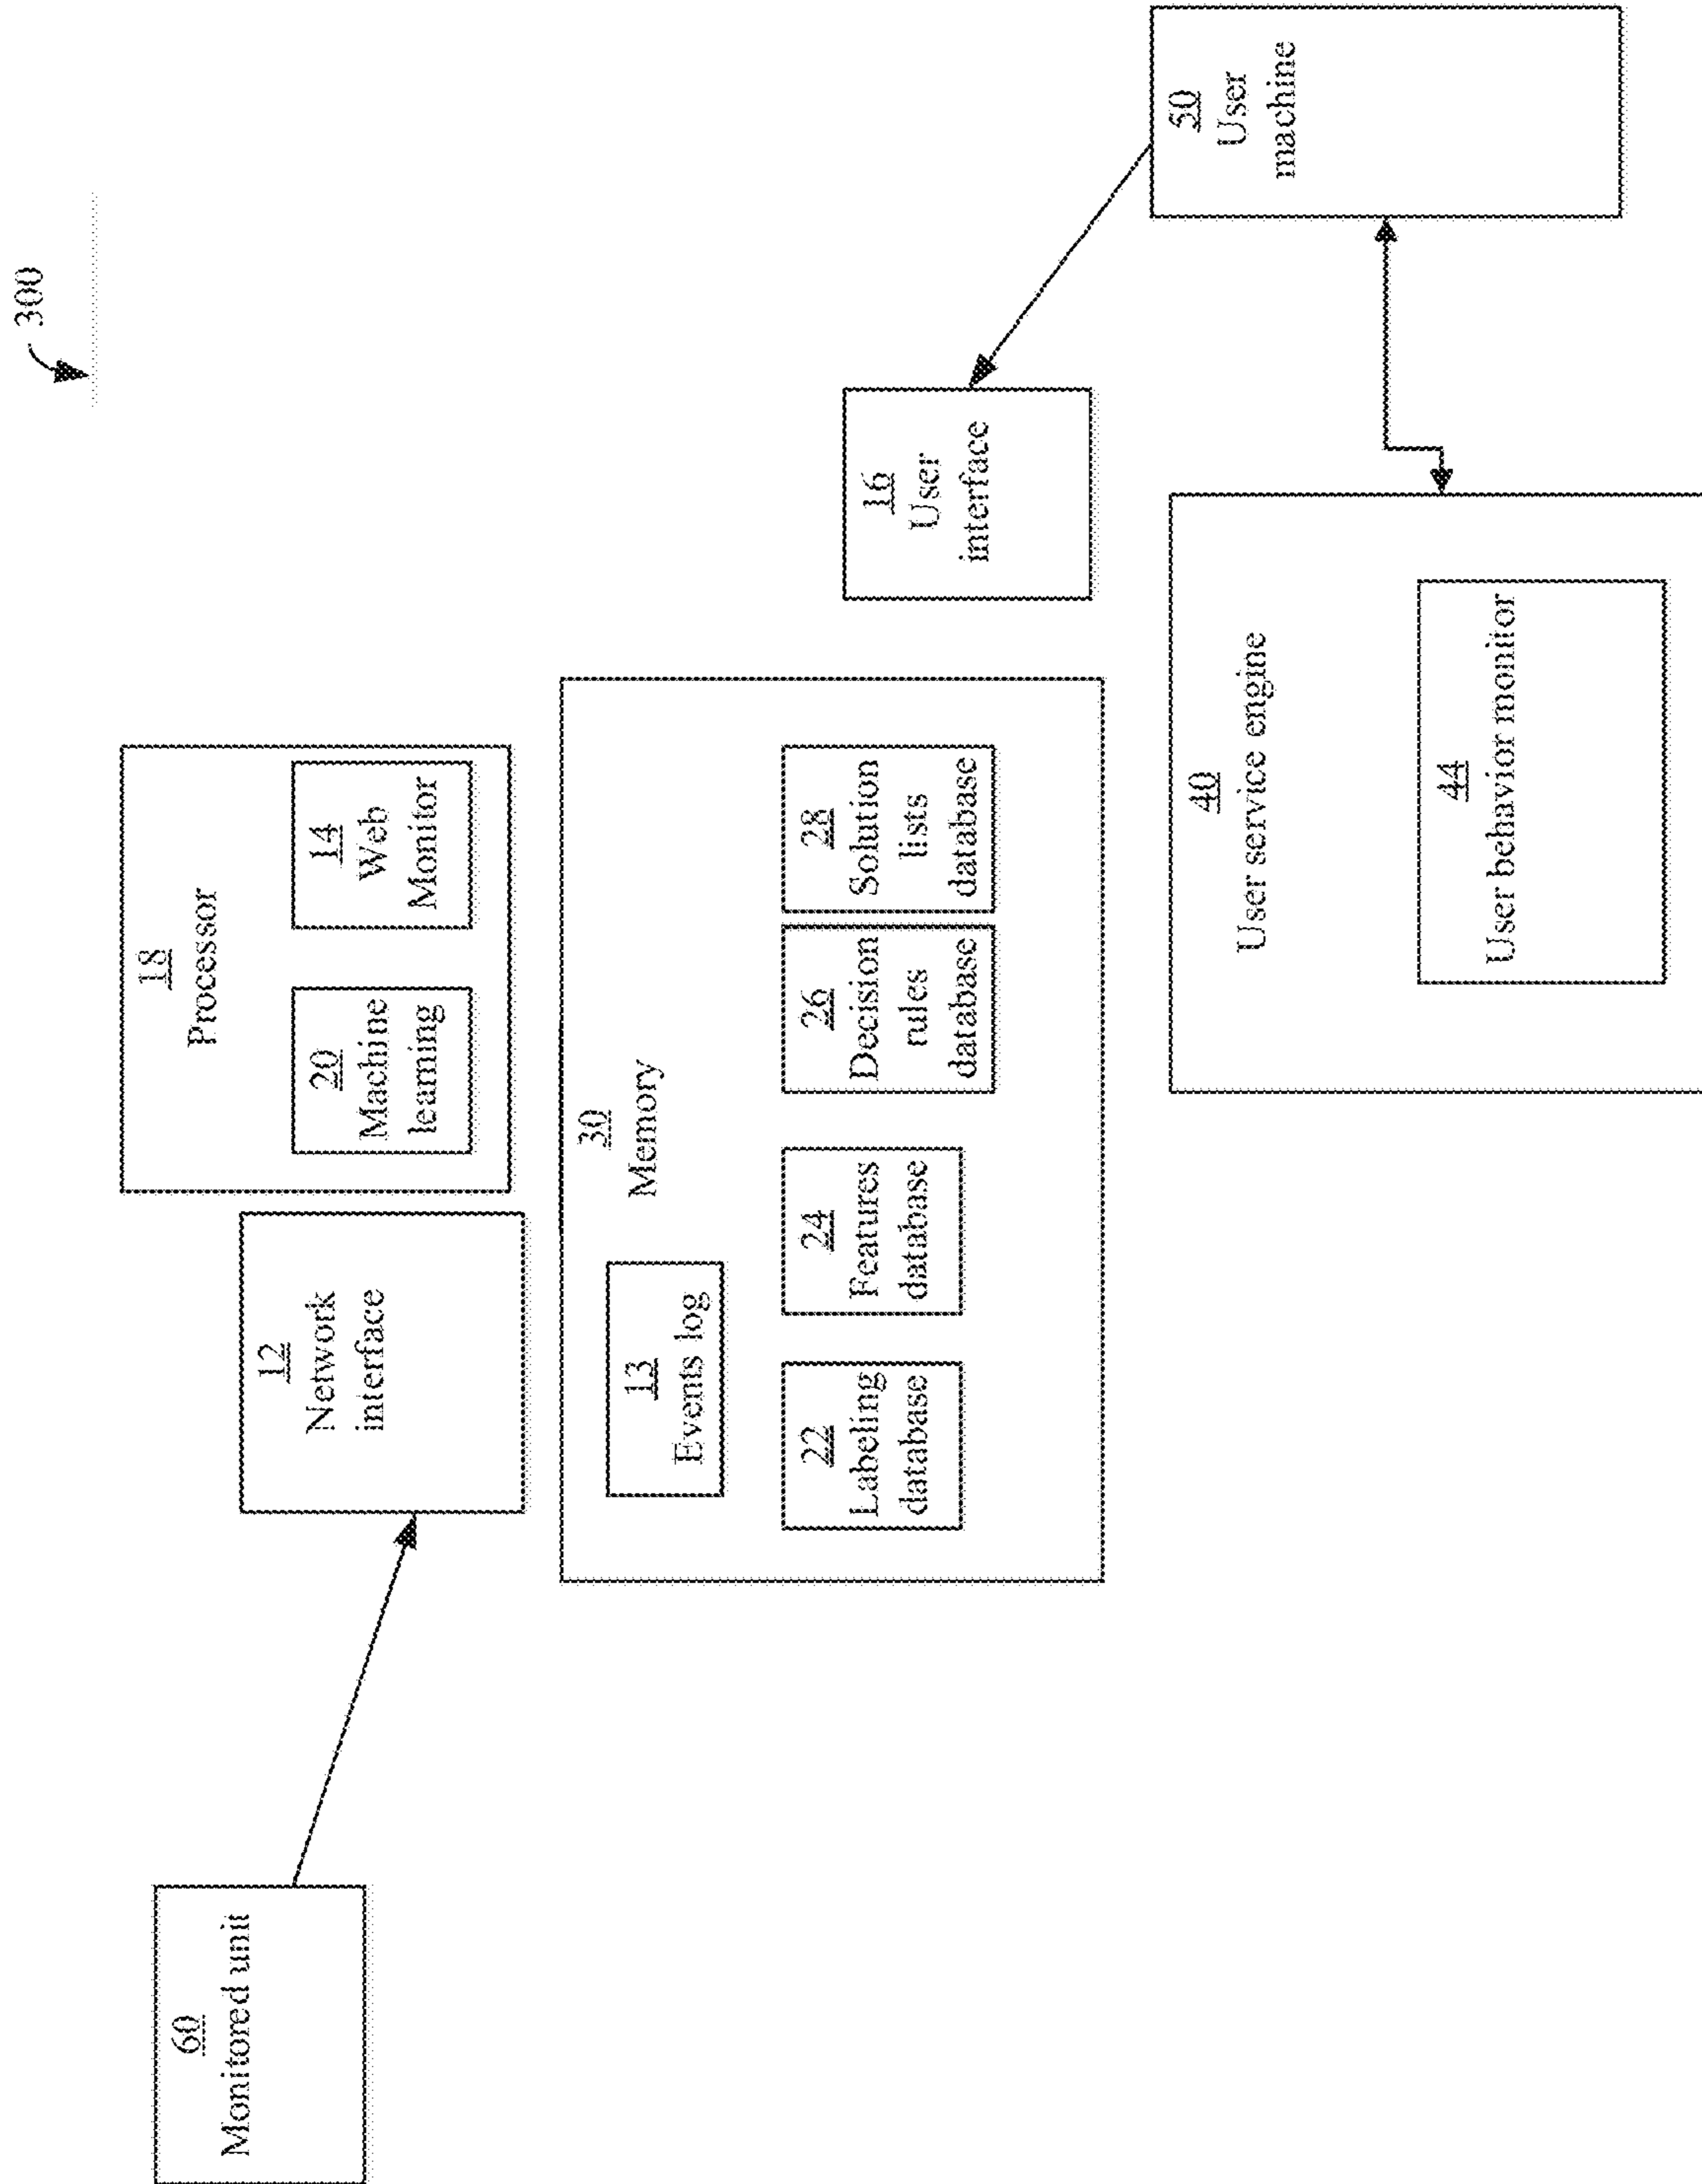 300
60
Monitored unit
12
Network
interface
18
Processor
20
Machine
learning
14
Web
Monitor
30
Memory
13
Events log
22
Labeling
database
24
Features
database
26
Decision
rules
database
28
Solution
lists
database
16
User
interface
50
User
machine
40
User service engine
44
User behavior monitor